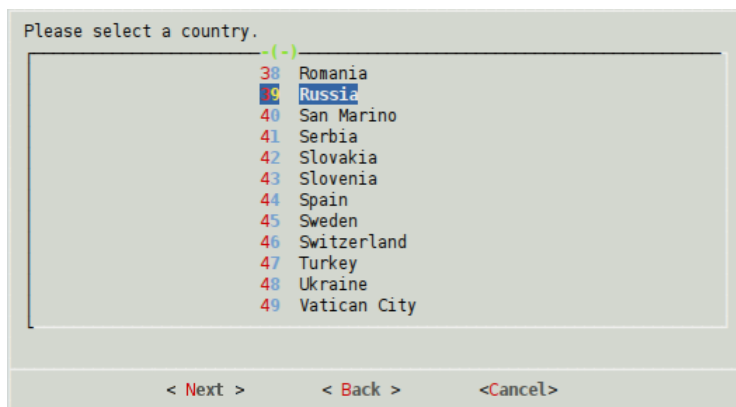 Please select a country.
-(-)
38 Romania
39 Russia
40 San Marino
41 Serbia
42 Slovakia
43 Slovenia
44 Spain
45 Sweden
46 Switzerland
47 Turkey
48 Ukraine
49 Vatican City
< Next > < Back > <Cancel>